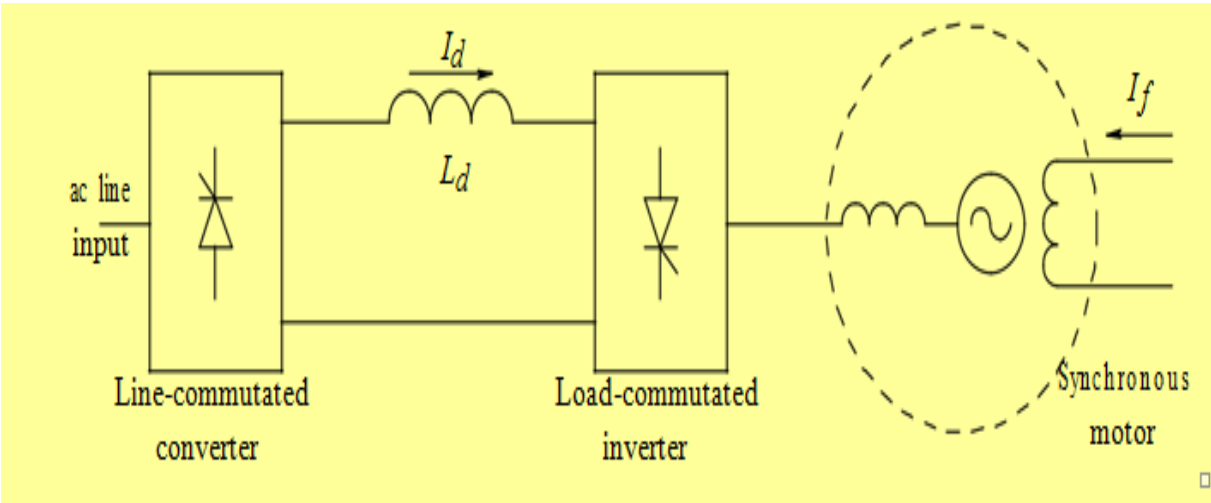 I_d
I_f
L_d
ac line
input
Line-commutated
converter
Load-commutated
inverter
Synchronous
motor